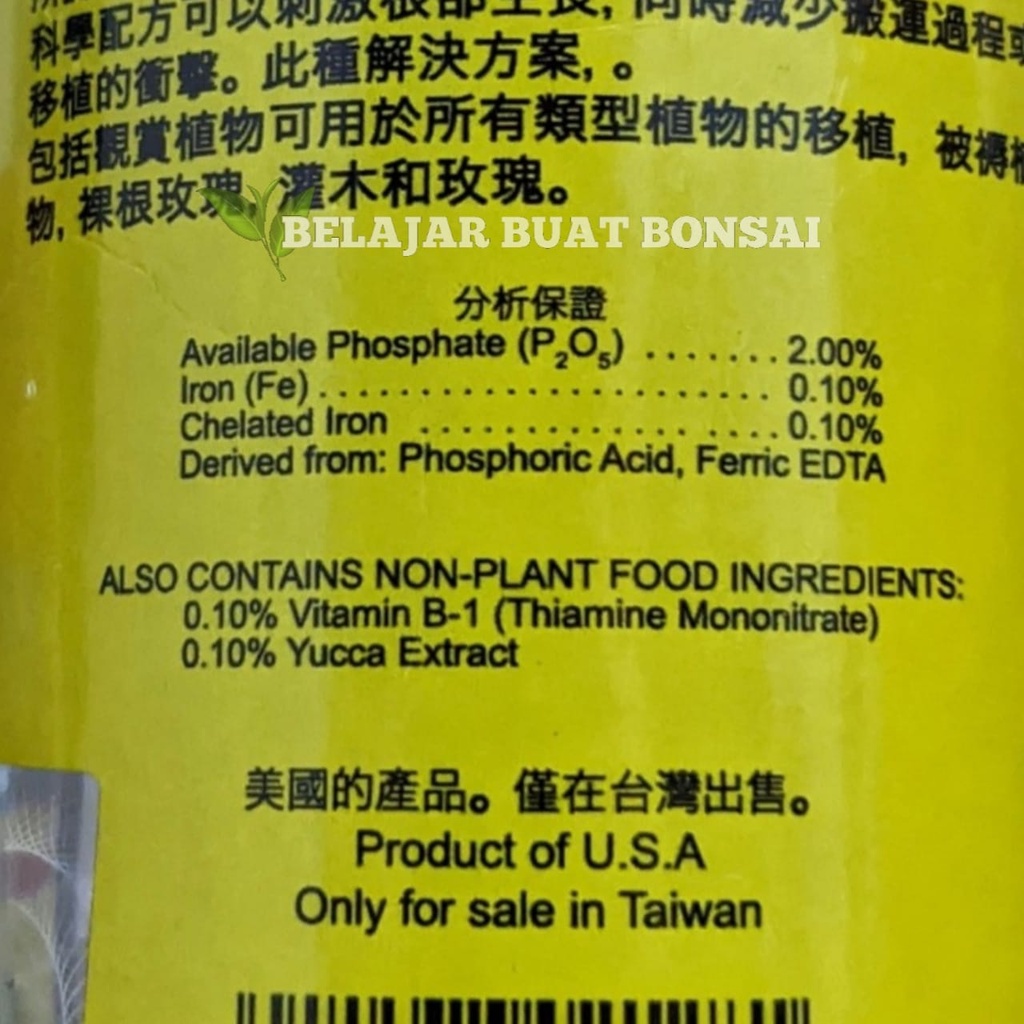 科學配方可以刺激根部生長, 同時減少搬運過程或
移植的衝擊。此種解決方案, 。
包括觀賞植物可用於所有類型植物的移植, 被褥植
物, 裸根玫瑰, 灌木和玫瑰。
BELAJAR BUAT BONSAI
分析保證
Available Phosphate (P₂O₅) ....... 2.00%
Iron (Fe) ........................... 0.10%
Chelated Iron .................... 0.10%
Derived from: Phosphoric Acid, Ferric EDTA
ALSO CONTAINS NON-PLANT FOOD INGREDIENTS:
0.10% Vitamin B-1 (Thiamine Mononitrate)
0.10% Yucca Extract
美國的產品。僅在台灣出售。
Product of U.S.A
Only for sale in Taiwan